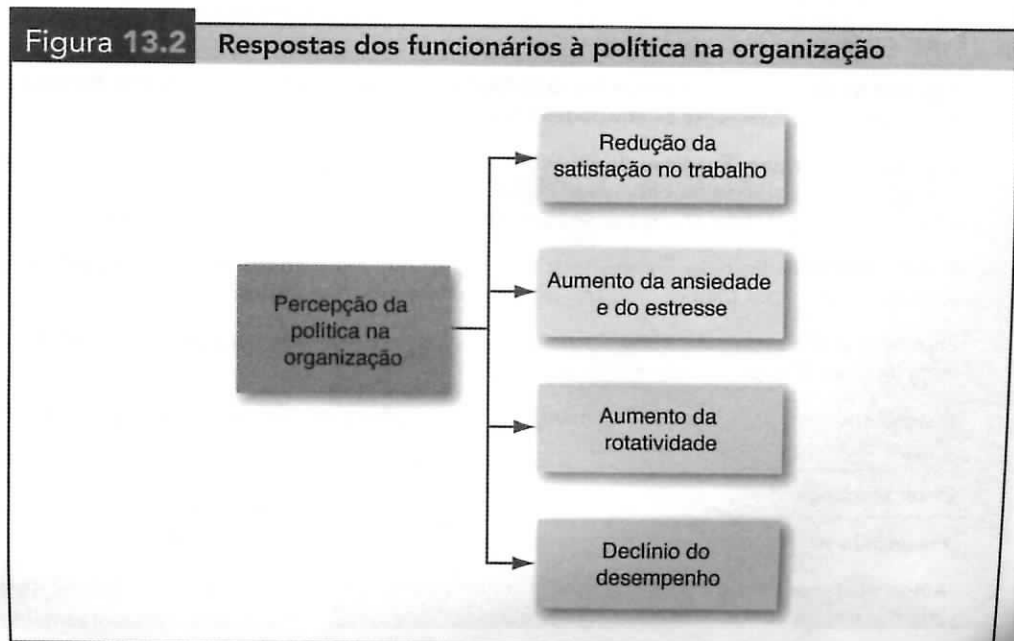 Figura 13.2 Respostas dos funcionários à política na organização
Redução da
satisfação no trabalho
Aumento da ansiedade
e do estresse
Percepção da
política na
organização
Aumento da
rotatividade
Declínio do
desempenho